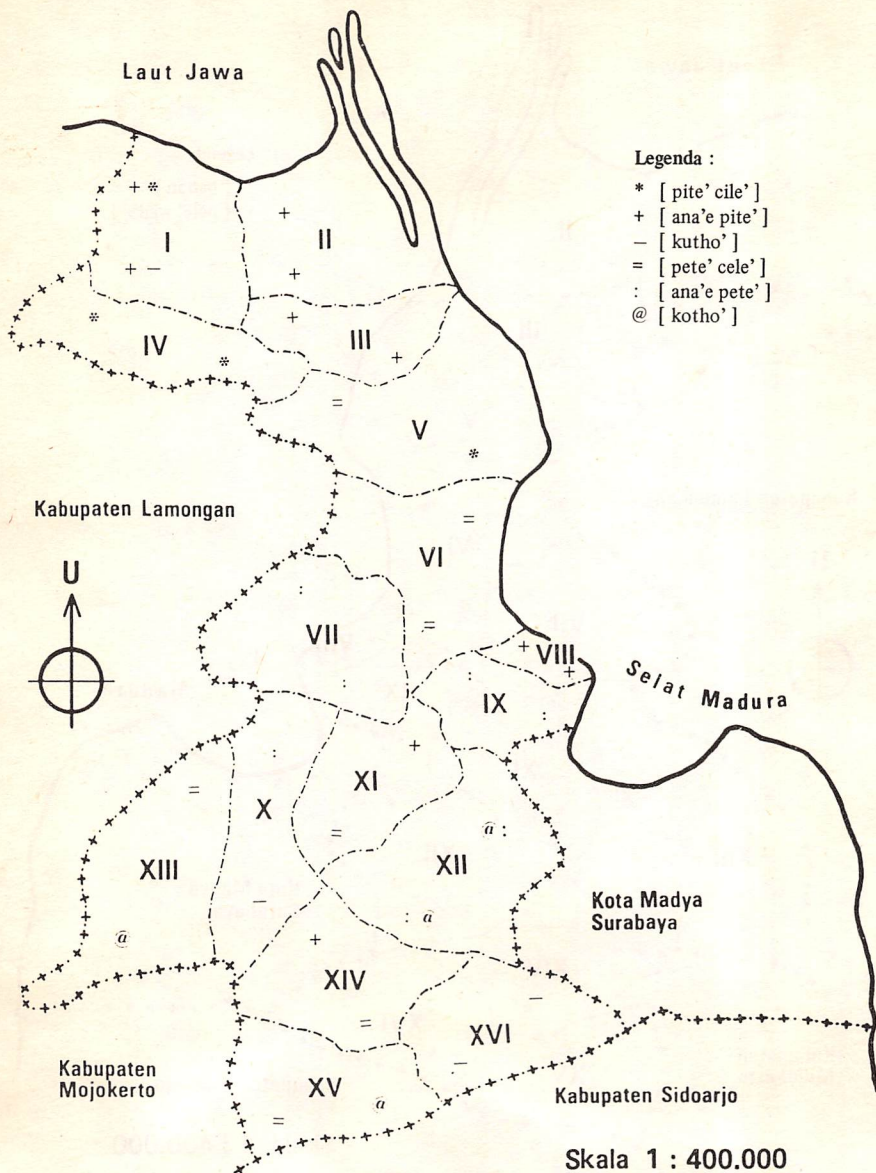 Laut Jawa
Legenda :
* [ pite' cile' ]
+ [ ana'e pite' ]
– [ kutho' ]
= [ pete' cele' ]
: [ ana'e pete' ]
@ [ kotho' ]
+ *
I
+ –
II
+
+
*
IV
*
+
III
+
=
V
*
Kabupaten Lamongan
U
=
VI
=
:
VII
:
+
VIII
+
:
IX
:
Selat Madura
:
X
–
+
XI
=
=
XIII
@
@ :
XII
: @
Kota Madya
Surabaya
+
XIV
=
–
XVI
–
Kabupaten
Mojokerto
XV
@
=
Kabupaten Sidoarjo
Skala 1 : 400.000